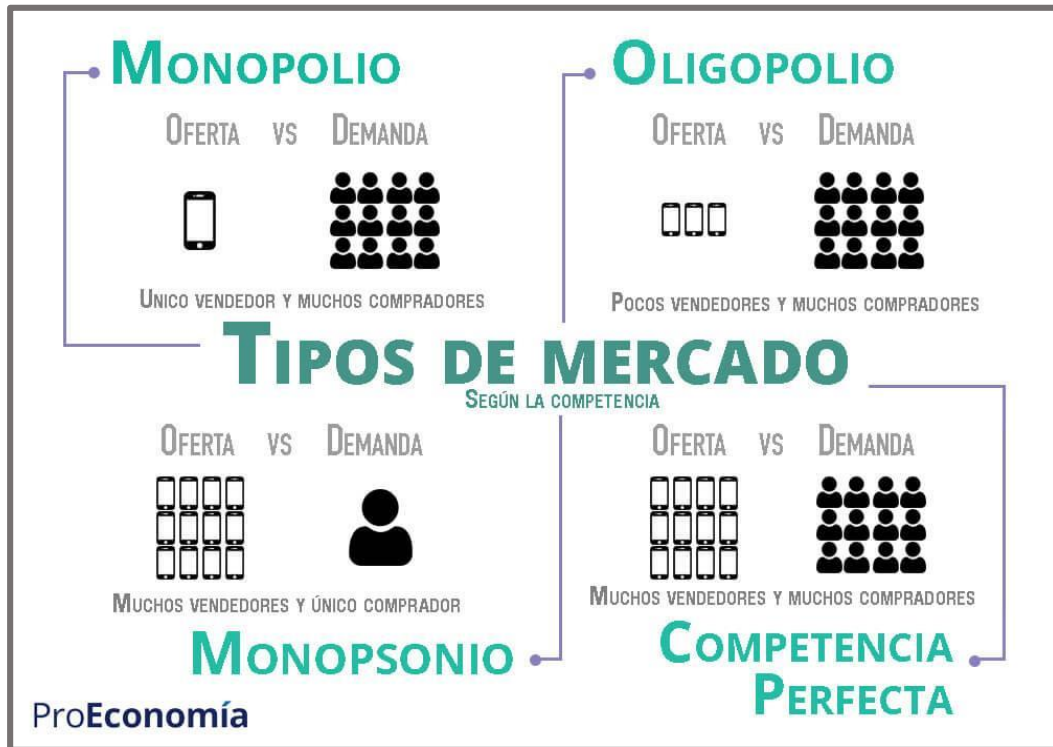 MONOPOLIO
OFERTA VS DEMANDA
UNICO VENDEDOR Y MUCHOS COMPRADORES
OLIGOPOLIO
OFERTA VS DEMANDA
POCOS VENDEDORES Y MUCHOS COMPRADORES
TIPOS DE MERCADO
SEGÚN LA COMPETENCIA
OFERTA VS DEMANDA
MUCHOS VENDEDORES Y ÚNICO COMPRADOR
MONOPSONIO
OFERTA VS DEMANDA
MUCHOS VENDEDORES Y MUCHOS COMPRADORES
COMPETENCIA
PERFECTA
ProEconomía